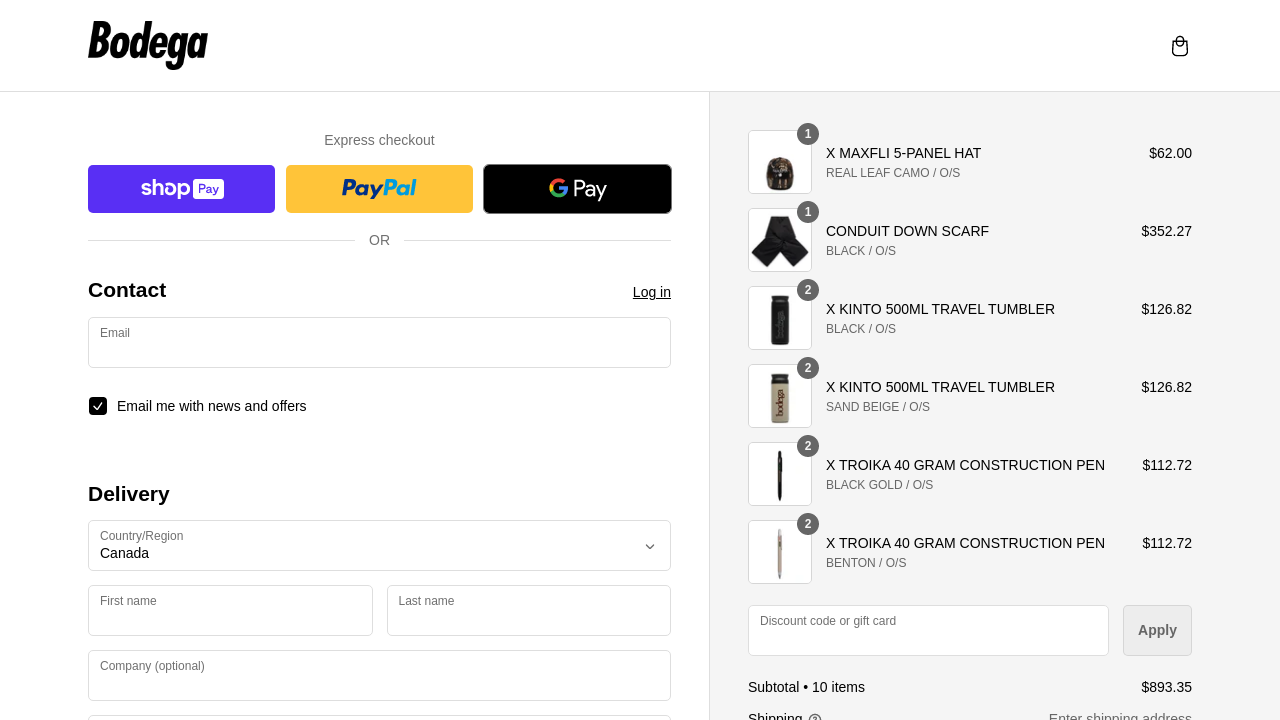 Bodega
Express checkout
shop Pay
PayPal
G Pay
OR
Contact
Log in
Email
Email me with news and offers
Delivery
Country/Region
Canada
First name
Last name
Company (optional)
1
X MAXFLI 5-PANEL HAT
$62.00
REAL LEAF CAMO / O/S
1
CONDUIT DOWN SCARF
$352.27
BLACK / O/S
2
X KINTO 500ML TRAVEL TUMBLER
$126.82
BLACK / O/S
2
bodega
X KINTO 500ML TRAVEL TUMBLER
$126.82
SAND BEIGE / O/S
2
X TROIKA 40 GRAM CONSTRUCTION PEN
$112.72
BLACK GOLD / O/S
2
X TROIKA 40 GRAM CONSTRUCTION PEN
$112.72
BENTON / O/S
Discount code or gift card
Apply
Subtotal • 10 items
$893.35
Shipping
Enter shipping address